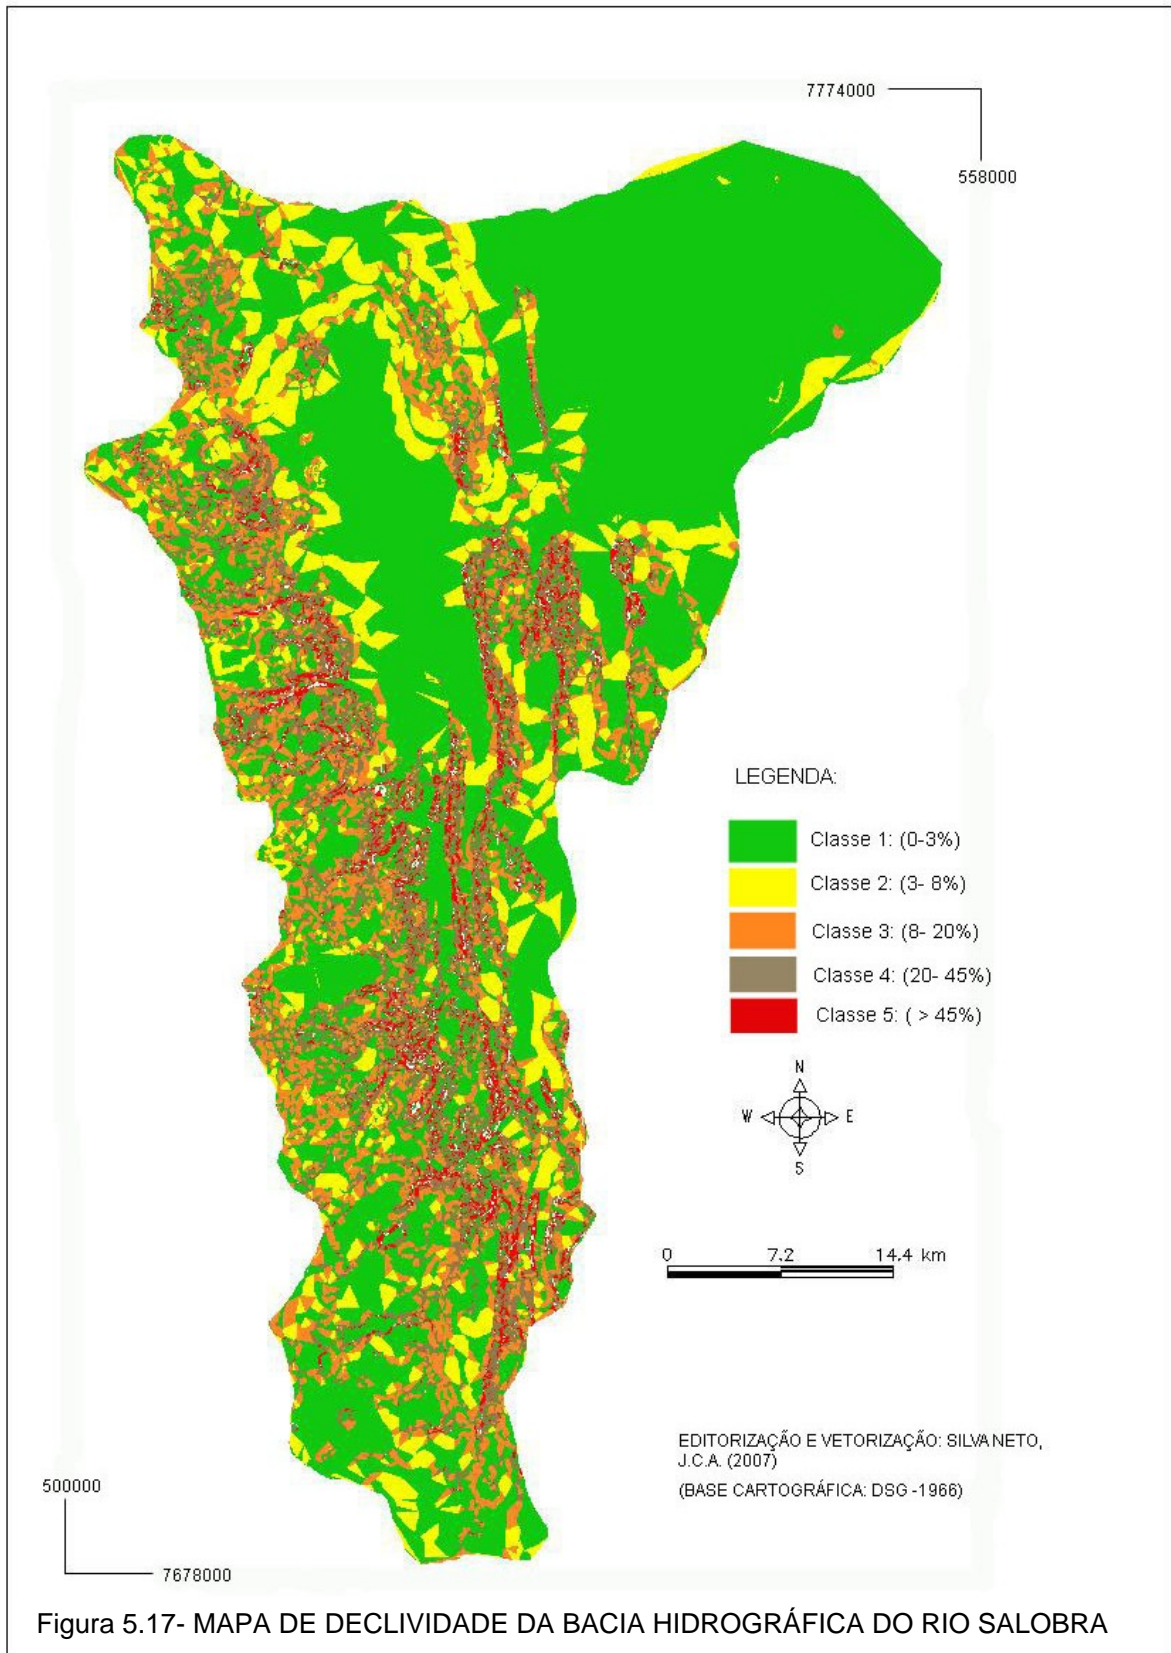 7774000
558000
LEGENDA:
Classe 1: (0-3%)
Classe 2: (3- 8%)
Classe 3: (8- 20%)
Classe 4: (20- 45%)
Classe 5: ( > 45%)
N
W E
S
0 7.2 14.4 km
EDITORIZAÇÃO E VETORIZAÇÃO: SILVA NETO,
J.C.A. (2007)
(BASE CARTOGRÁFICA: DSG -1966)
500000
7678000
Figura 5.17- MAPA DE DECLIVIDADE DA BACIA HIDROGRÁFICA DO RIO SALOBRA